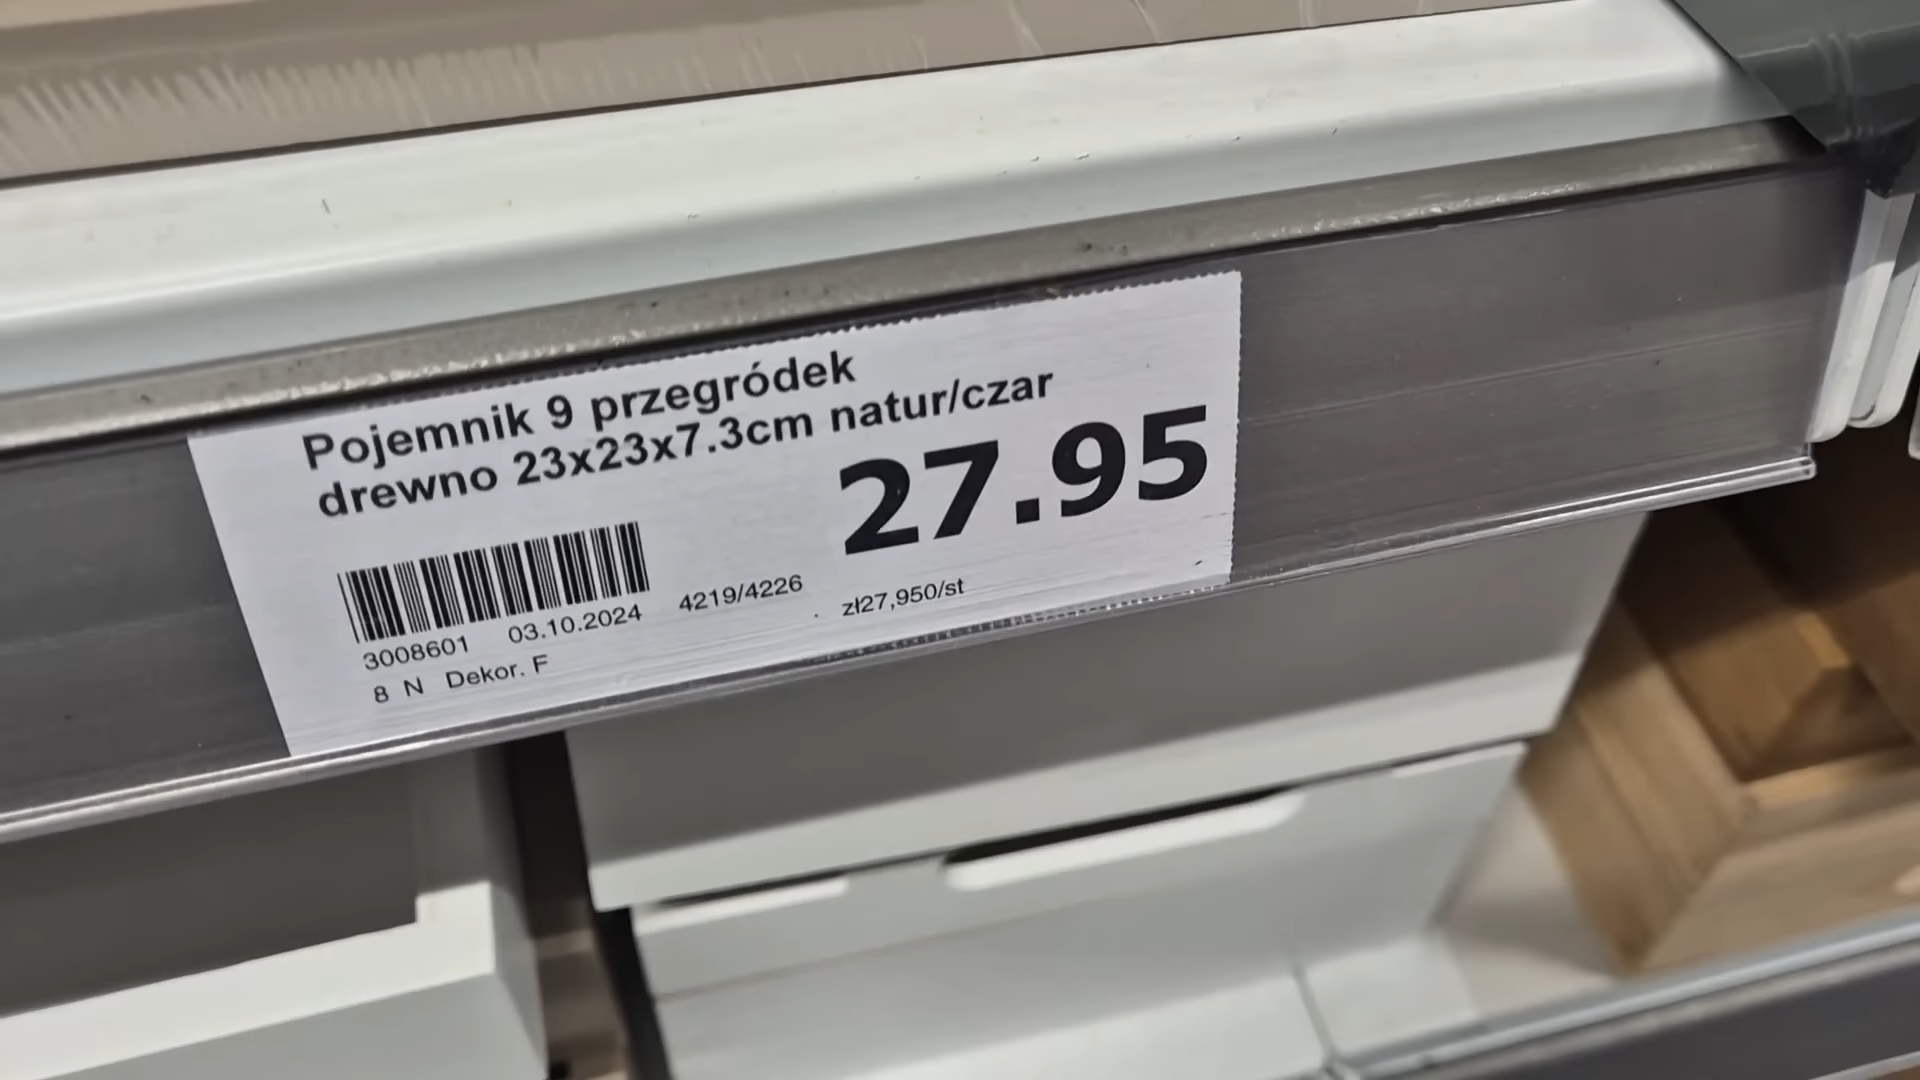 Pojemnik 9 przegródek
drewno 23x23x7.3cm natur/czar
27.95
3008601 03.10.2024 4219/4226 zł27,950/st
8 N Dekor. F